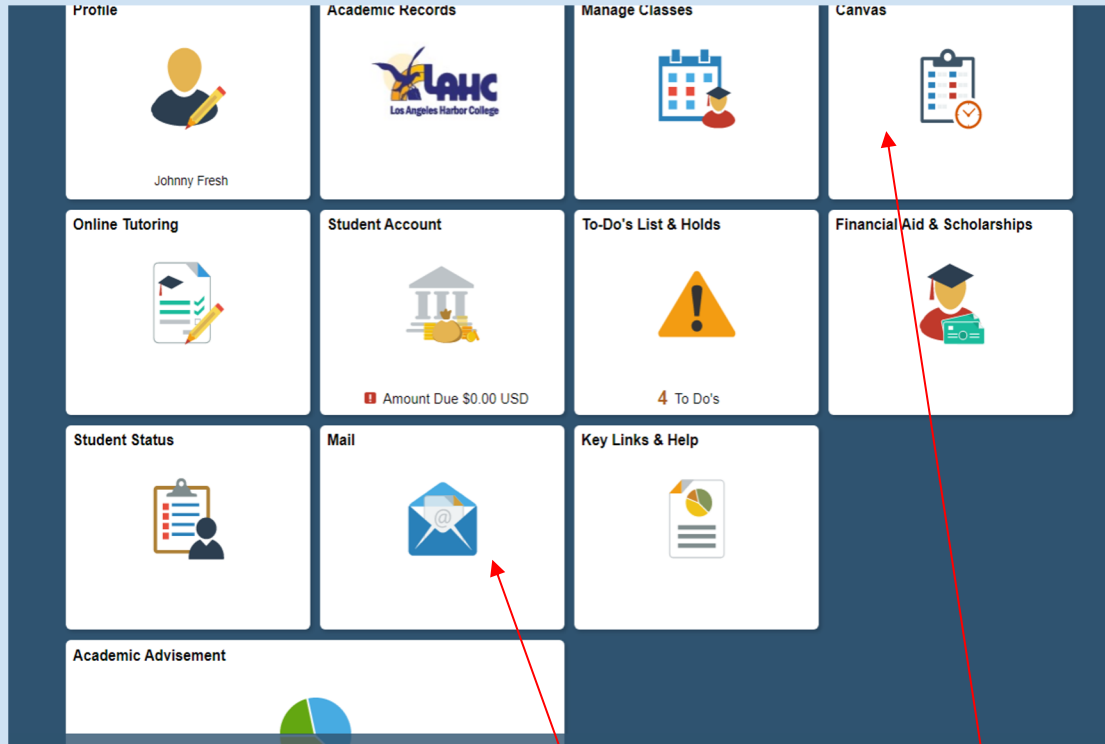 Profile
Academic Records
Manage Classes
Canvas
LAHC
Los Angeles Harbor College
Johnny Fresh
Online Tutoring
Student Account
To-Do's List & Holds
Financial Aid & Scholarships
! Amount Due $0.00 USD
4 To Do's
Student Status
Mail
Key Links & Help
@
Academic Advisement